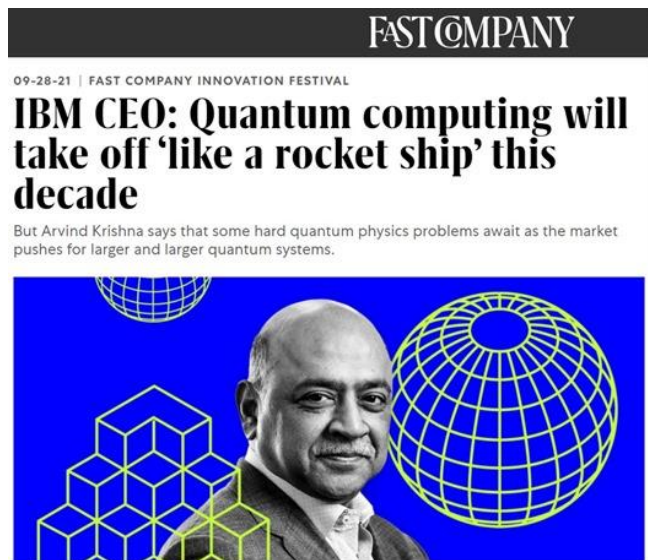 FAST COMPANY
09-28-21 | FAST COMPANY INNOVATION FESTIVAL
IBM CEO: Quantum computing will
take off ‘like a rocket ship’ this
decade
But Arvind Krishna says that some hard quantum physics problems await as the market
pushes for larger and larger quantum systems.